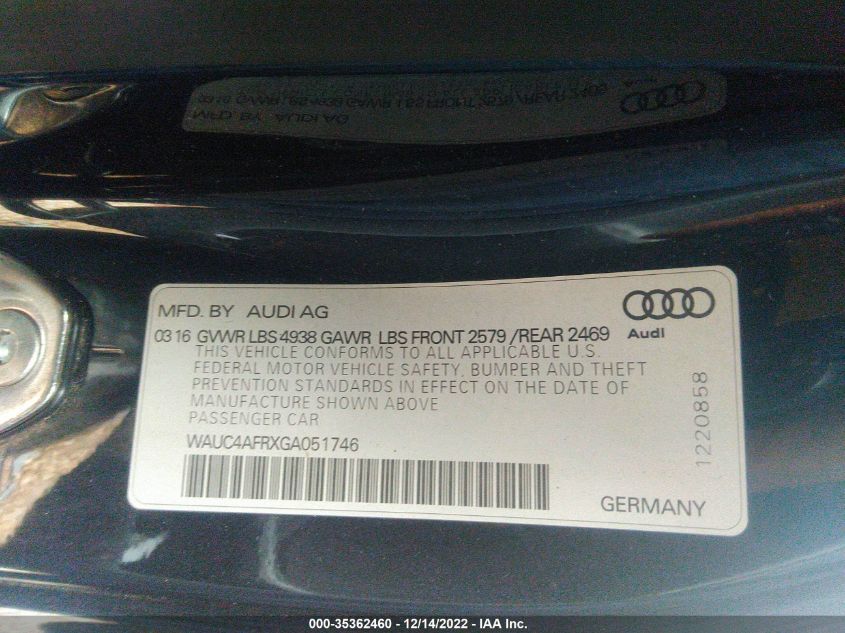 MFD. BY AUDI AG
03 16 GVWR LBS 4938 GAWR LBS FRONT 2579 /REAR 2469
Audi
THIS VEHICLE CONFORMS TO ALL APPLICABLE U.S.
FEDERAL MOTOR VEHICLE SAFETY, BUMPER AND THEFT
PREVENTION STANDARDS IN EFFECT ON THE DATE OF
MANUFACTURE SHOWN ABOVE
PASSENGER CAR
WAUC4AFRXGA051746
1220858
GERMANY
000-35362460 - 12/14/2022 - IAA Inc.